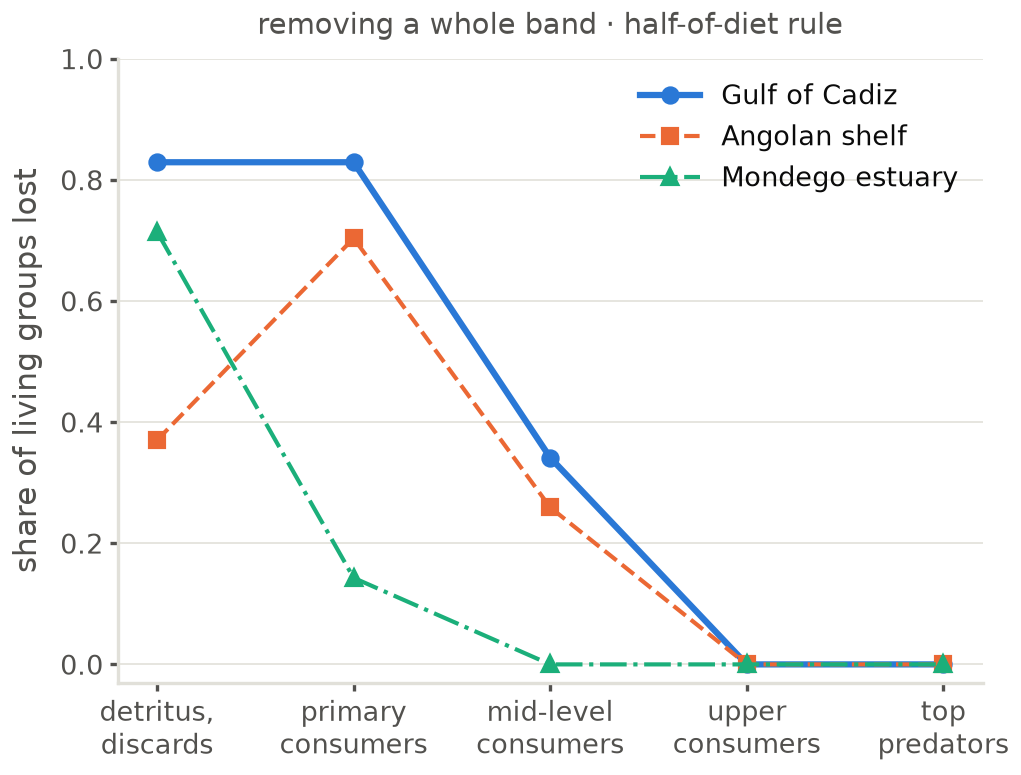 removing a whole band · half-of-diet rule
1.0
0.8
0.6
0.4
0.2
0.0
share of living groups lost
Gulf of Cadiz
Angolan shelf
Mondego estuary
detritus,
discards
primary
consumers
mid-level
consumers
upper
consumers
top
predators